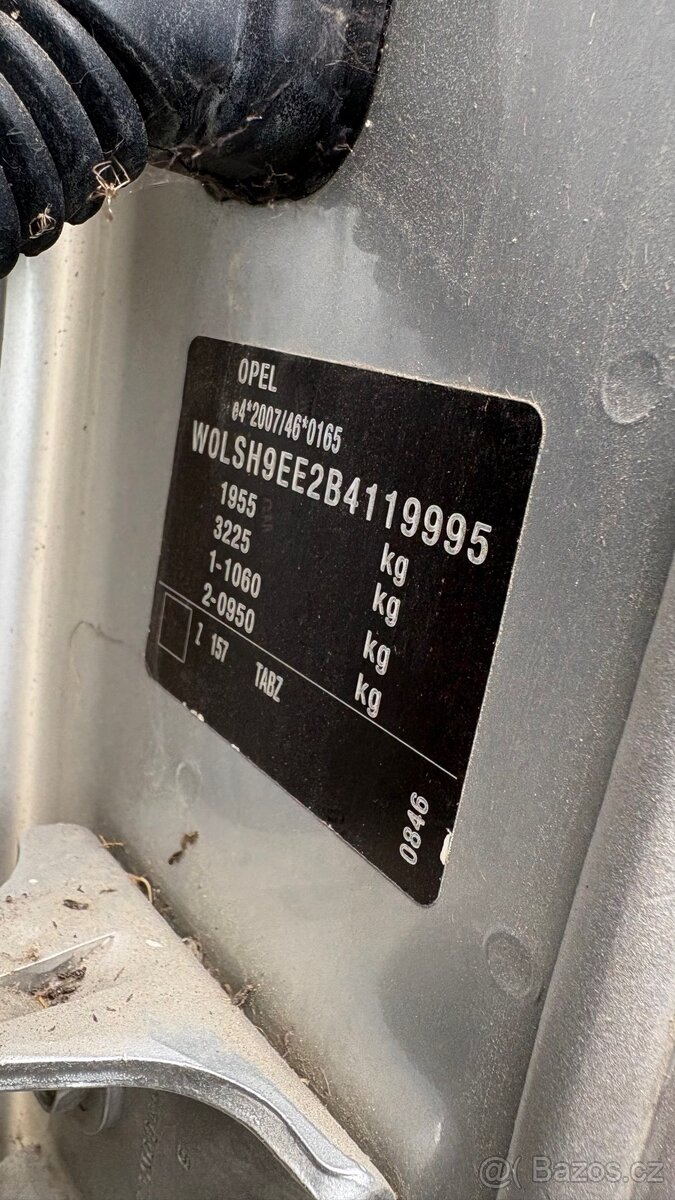 OPEL
e4*2007/46*0165
W0LSH9EE2B4119995
1955 kg
3225 kg
1-1060 kg
2-0950 kg
Z 157 TABZ
0846
@( Bazos.cz